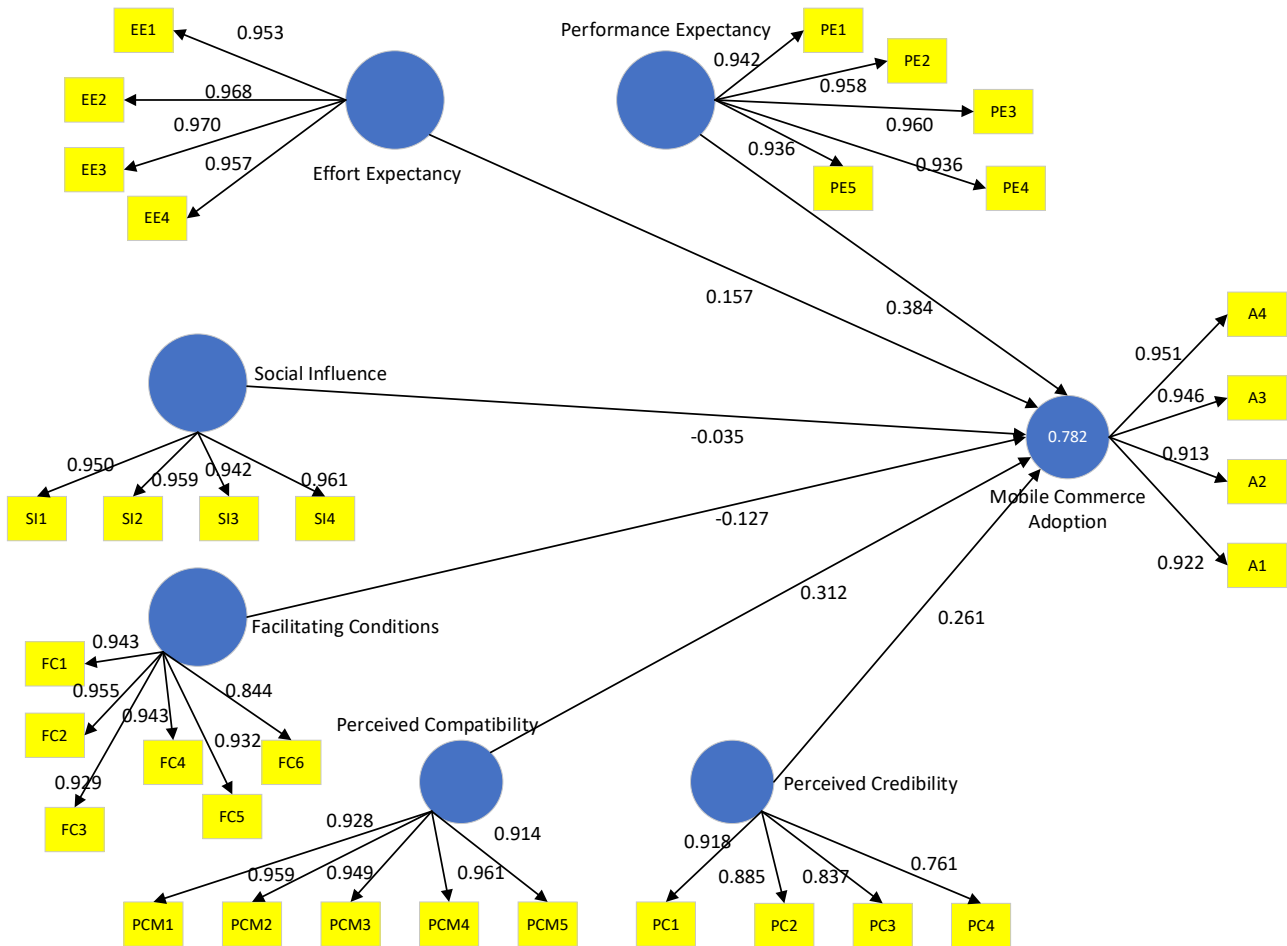 EE1
0.953
EE2
0.968
EE3
0.970
0.957
EE4
Effort Expectancy
Performance Expectancy
PE1
0.942
PE2
0.958
PE3
0.960
0.936
0.936
PE5
PE4
0.157
0.384
Social Influence
-0.035
0.950
0.959
0.942
0.961
SI1
SI2
SI3
SI4
0.782
Mobile Commerce
Adoption
A4
0.951
0.946
A3
0.913
A2
0.922
A1
-0.127
Facilitating Conditions
0.943
FC1
0.955
0.943
0.844
FC2
0.932
FC4
FC6
0.929
FC3
FC5
0.312
0.261
Perceived Compatibility
0.928
0.914
0.959
0.949
0.961
PCM1
PCM2
PCM3
PCM4
PCM5
Perceived Credibility
0.918
0.885
0.837
0.761
PC1
PC2
PC3
PC4